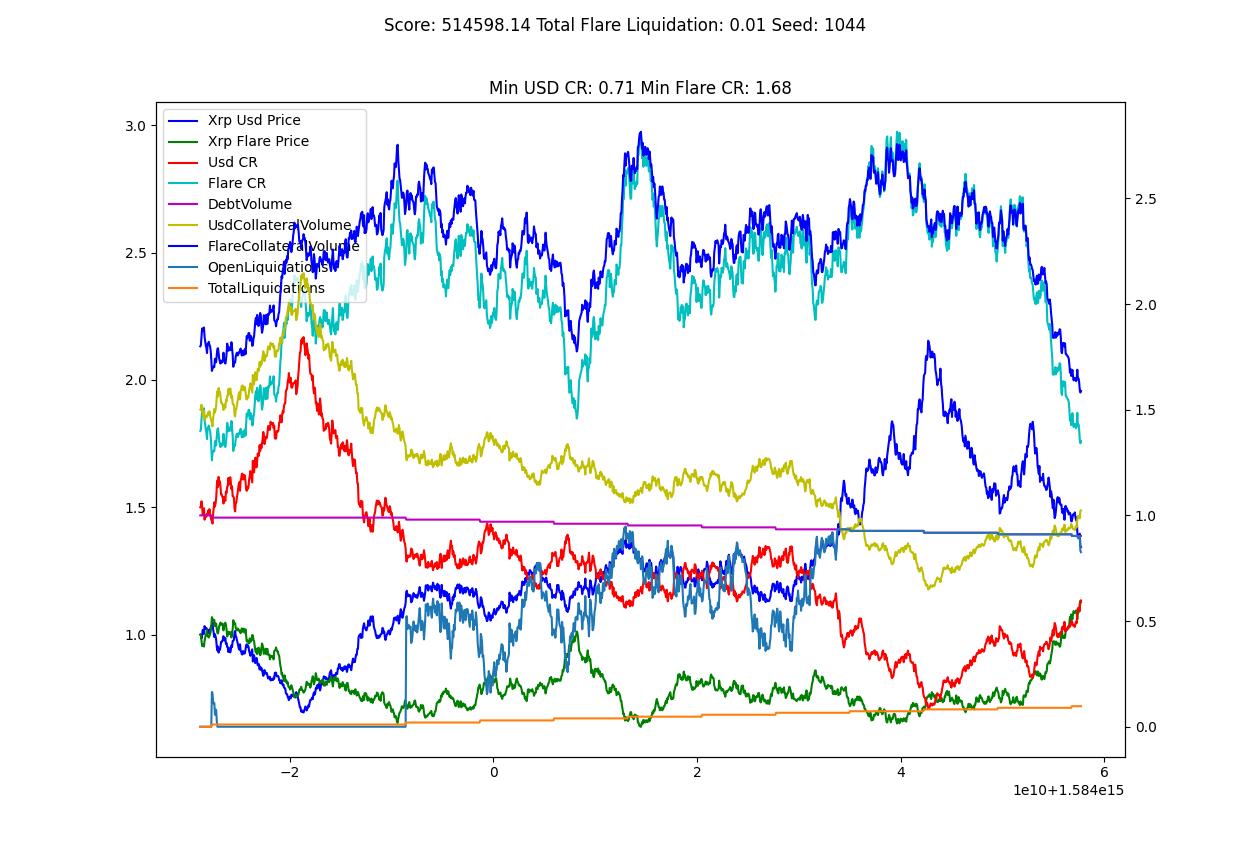 Score: 514598.14 Total Flare Liquidation: 0.01 Seed: 1044
Min USD CR: 0.71 Min Flare CR: 1.68
Xrp Usd Price
Xrp Flare Price
Usd CR
Flare CR
DebtVolume
UsdCollateralVolume
FlareCollateralVolume
OpenLiquidations
TotalLiquidations
3.0
2.5
2.0
1.5
1.0
2.5
2.0
1.5
1.0
0.5
0.0
−2
0
2
4
6
1e10+1.584e15